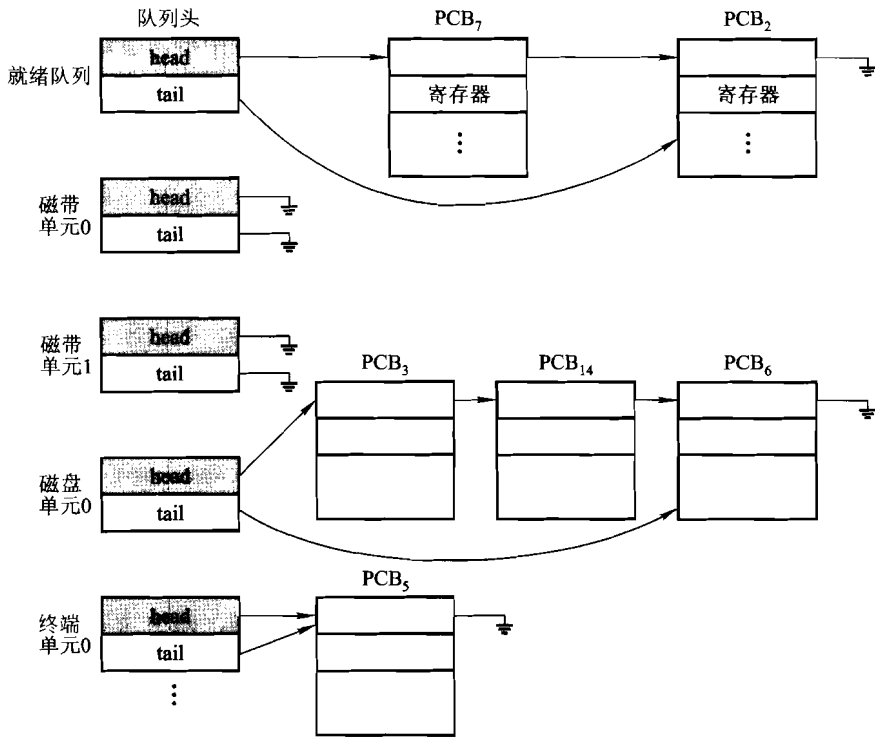 队列头
PCB₇
PCB₂
就绪队列
head
tail
寄存器
⋮
寄存器
⋮
磁带
单元0
head
tail
磁带
单元1
head
tail
PCB₃
PCB₁₄
PCB₆
磁盘
单元0
head
tail
PCB₅
终端
单元0
head
tail
⋮